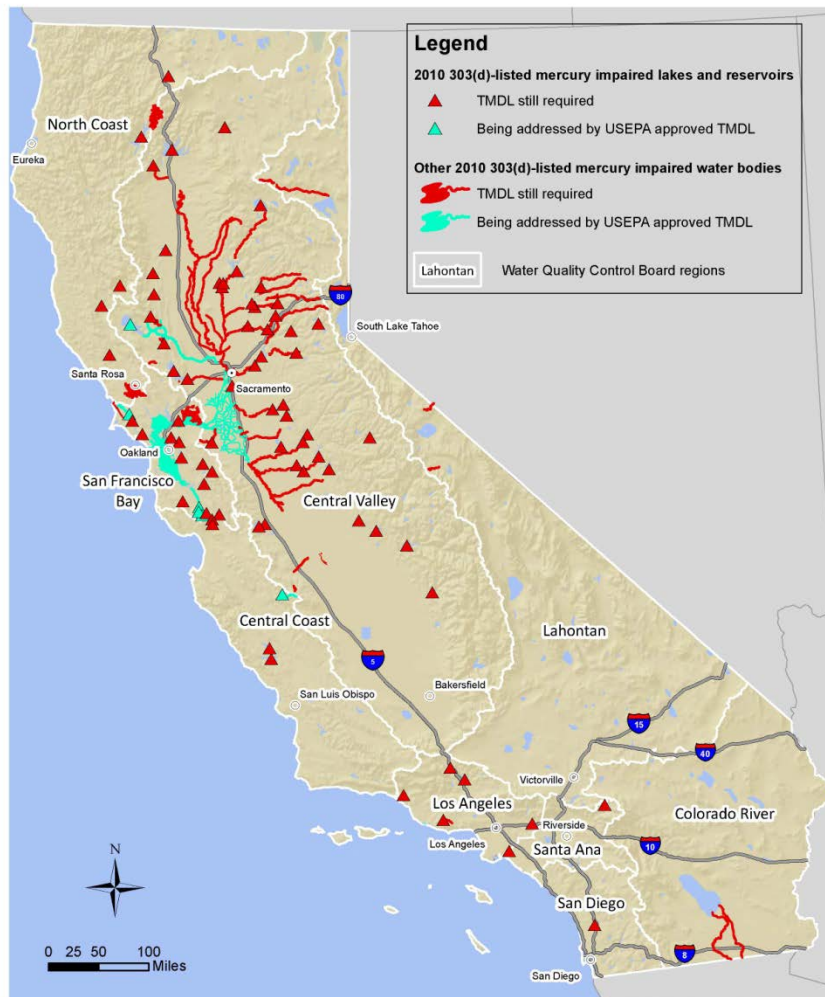 Legend
2010 303(d)-listed mercury impaired lakes and reservoirs
TMDL still required
Being addressed by USEPA approved TMDL
Other 2010 303(d)-listed mercury impaired water bodies
TMDL still required
Being addressed by USEPA approved TMDL
Lahontan
Water Quality Control Board regions
North Coast
Eureka
80
South Lake Tahoe
Santa Rosa
Sacramento
Oakland
San Francisco
Bay
Central Valley
Central Coast
Lahontan
5
San Luis Obispo
Bakersfield
15
40
Victorville
Los Angeles
Colorado River
Riverside
Los Angeles
Santa Ana
10
San Diego
8
San Diego
N
0 25 50 100
Miles